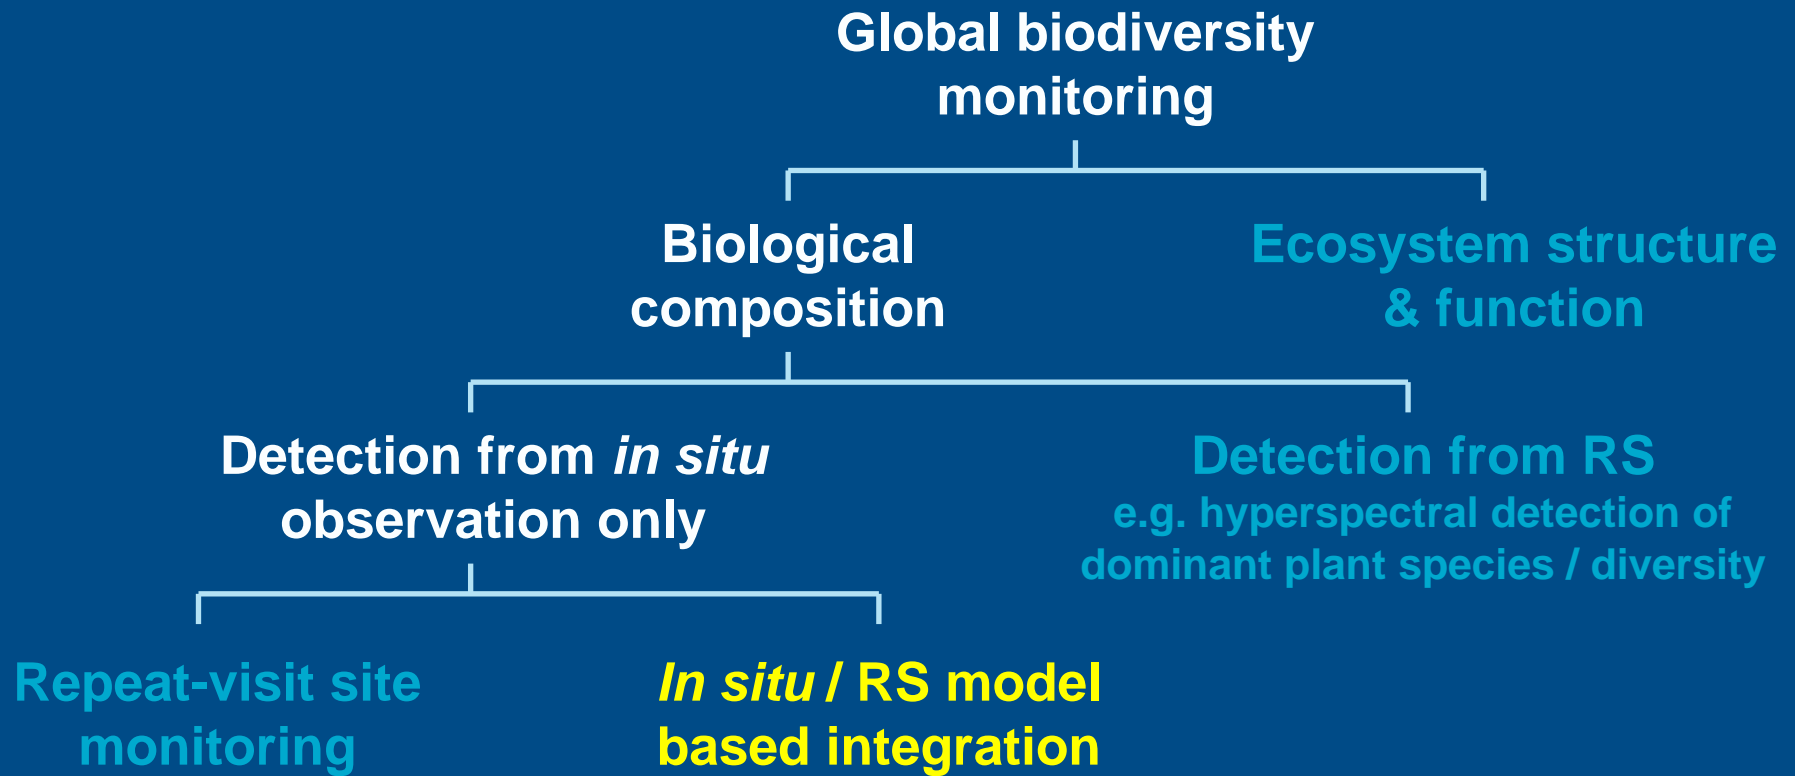 Global biodiversity
monitoring
Biological
composition
Ecosystem structure
& function
Detection from in situ
observation only
Detection from RS
e.g. hyperspectral detection of
dominant plant species / diversity
Repeat-visit site
monitoring
In situ / RS model
based integration